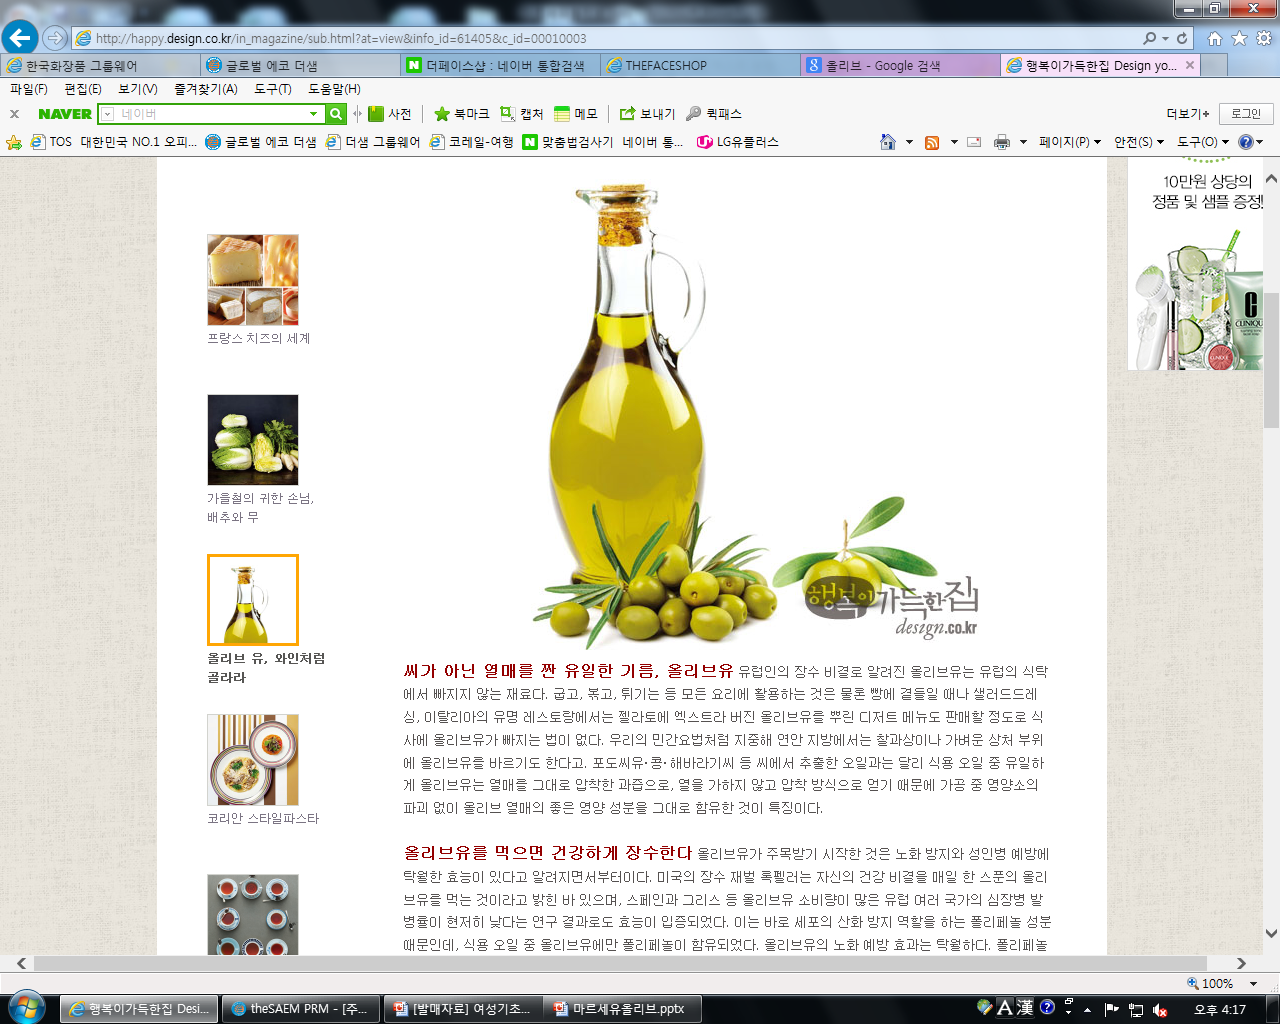 http://happy.design.co.kr/in_magazine/sub.html?at=view&info_id=61405&c_id=00010003
한국화장품 그룹웨어
글로벌 에코 더샘
더페이스샵 : 네이버 통합검색
THEFACESHOP
올리브 - Google 검색
행복이가득한집 Design yo...
파일(F) 편집(E) 보기(V) 즐겨찾기(A) 도구(T) 도움말(H)
NAVER 네이버 사전 북마크 캡처 메모 보내기 퀵패스 더보기+ 로그인
TOS 대한민국 NO.1 오피... 글로벌 에코 더샘 더샘 그룹웨어 코레일-여행 맞춤법검사기 네이버 통... LG유플러스 페이지(P) 안전(S) 도구(O)
10만원 상당의
정품 및 샘플 증정!
CLINIQUE
프랑스 치즈의 세계
가을철의 귀한 손님,
배추와 무
올리브 유, 와인처럼
골라라
코리안 스타일파스타
행복이가득한집
design.co.kr
씨가 아닌 열매를 짠 유일한 기름, 올리브유 유럽인의 장수 비결로 알려진 올리브유는 유럽의 식탁
에서 빠지지 않는 재료다. 굽고, 볶고, 튀기는 등 모든 요리에 활용하는 것은 물론 빵에 곁들일 때나 샐러드드레
싱, 이탈리아의 유명 레스토랑에서는 젤라토에 엑스트라 버진 올리브유를 뿌린 디저트 메뉴도 판매할 정도로 식
사에 올리브유가 빠지는 법이 없다. 우리의 민간요법처럼 지중해 연안 지방에서는 찰과상이나 가벼운 상처 부위
에 올리브유를 바르기도 한다고. 포도씨유·콩·해바라기씨 등 씨에서 추출한 오일과는 달리 식용 오일 중 유일하
게 올리브유는 열매를 그대로 압착한 과즙으로, 열을 가하지 않고 압착 방식으로 얻기 때문에 가공 중 영양소의
파괴 없이 올리브 열매의 좋은 영양 성분을 그대로 함유한 것이 특징이다.
올리브유를 먹으면 건강하게 장수한다 올리브유가 주목받기 시작한 것은 노화 방지와 성인병 예방에
탁월한 효능이 있다고 알려지면서부터이다. 미국의 장수 재벌 록펠러는 자신의 건강 비결을 매일 한 스푼의 올리
브유를 먹는 것이라고 밝힌 바 있으며, 스페인과 그리스 등 올리브유 소비량이 많은 유럽 여러 국가의 심장병 발
병률이 현저히 낮다는 연구 결과로도 효능이 입증되었다. 이는 바로 세포의 산화 방지 역할을 하는 폴리페놀 성분
때문인데, 식용 오일 중 올리브유에만 폴리페놀이 함유되었다. 올리브유의 노화 예방 효과는 탁월하다. 폴리페놀
100%
행복이가득한집 Desi...
theSAEM PRM - [주...
[발매자료] 여성기초...
마르세유올리브.pptx
A 漢
오후 4:17